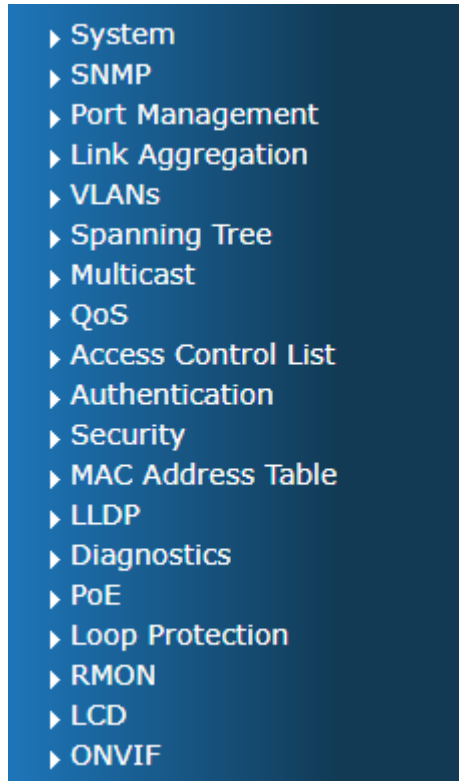 System
SNMP
Port Management
Link Aggregation
VLANs
Spanning Tree
Multicast
QoS
Access Control List
Authentication
Security
MAC Address Table
LLDP
Diagnostics
PoE
Loop Protection
RMON
LCD
ONVIF